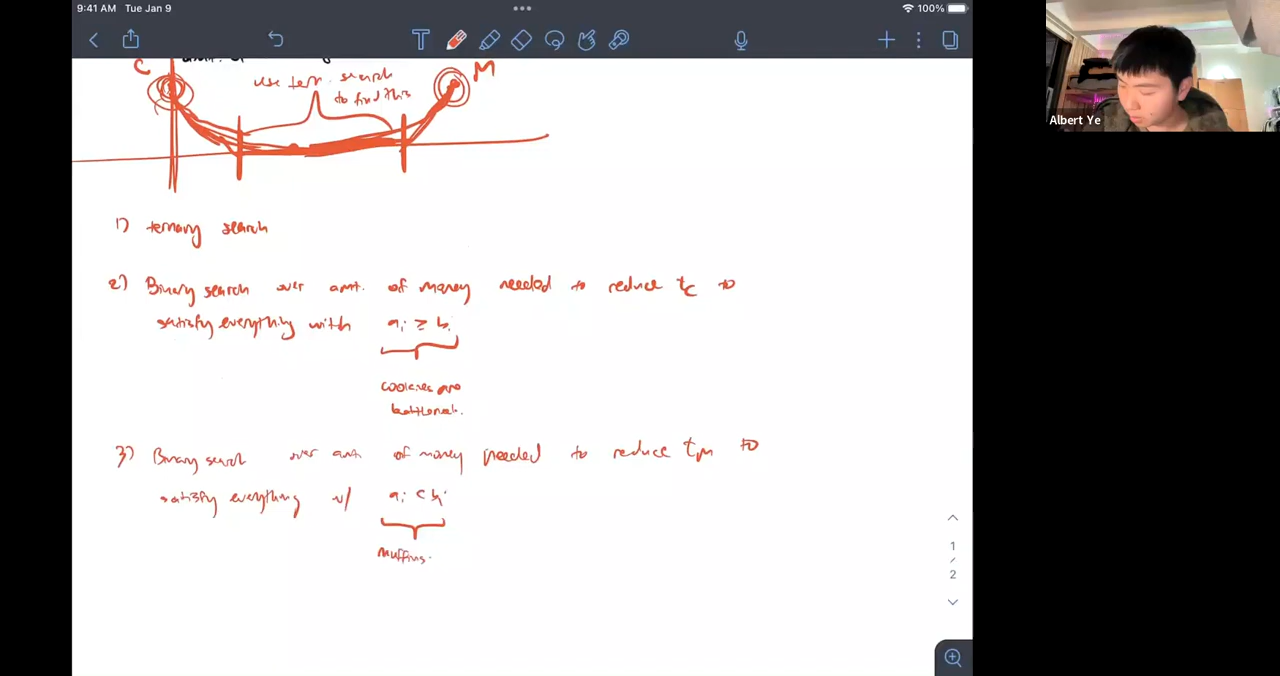 9:41 AM Tue Jan 9
100%
C
M
use tern. search
to find this
Albert Ye
1) ternary search
2) Binary search over amt. of money needed to reduce tc to
satisfy everything with ai ≥ bi
cookies are
3) Binary search over amt. of money needed to reduce tM to
satisfy everything w/ ai < bi
muffins.
1
/
2